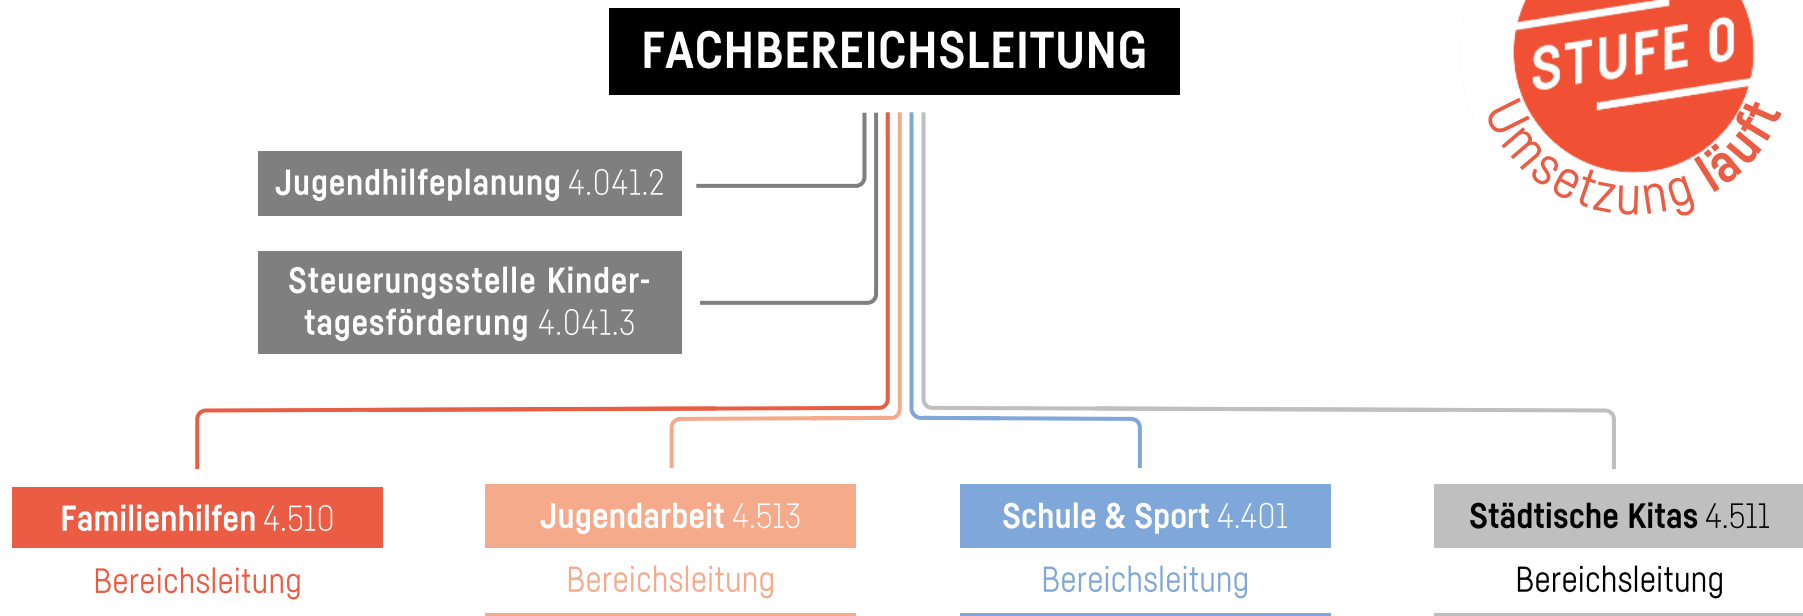 FACHBEREICHSLEITUNG
STUFE 0
Umsetzung läuft
Jugendhilfeplanung 4.041.2
Steuerungsstelle Kinder-
tagesförderung 4.041.3
Familienhilfen 4.510
Jugendarbeit 4.513
Schule & Sport 4.401
Städtische Kitas 4.511
Bereichsleitung
Bereichsleitung
Bereichsleitung
Bereichsleitung